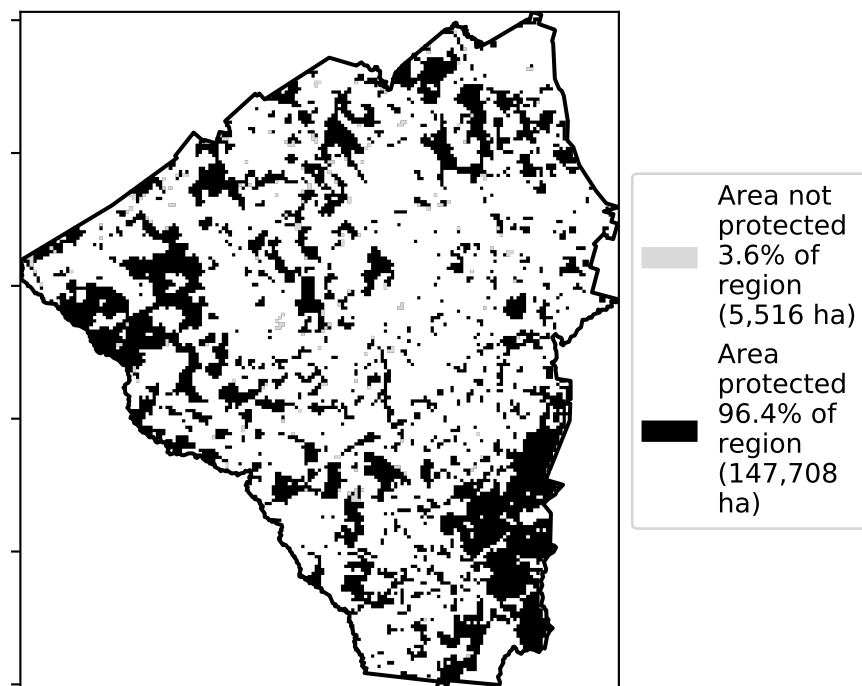 Area not
protected
3.6% of
region
(5,516 ha)
Area
protected
96.4% of
region
(147,708
ha)